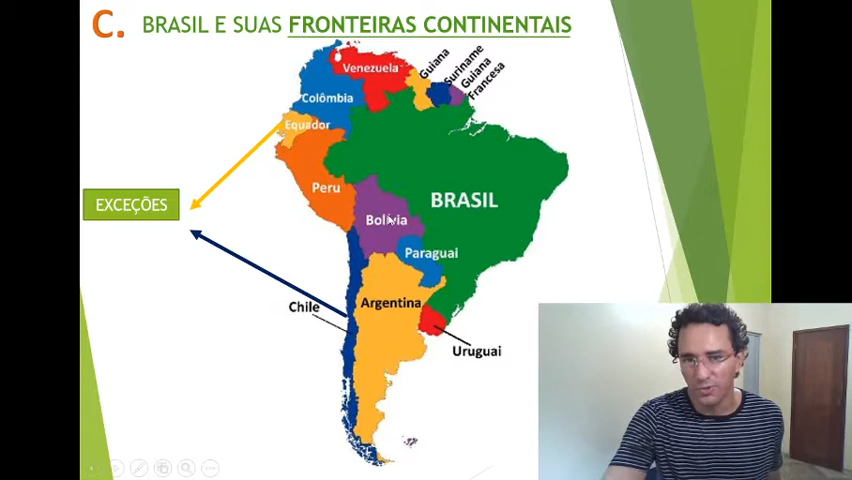 C. BRASIL E SUAS FRONTEIRAS CONTINENTAIS
Venezuela
Guiana
Suriname
Guiana
Francesa
Colômbia
Equador
EXCEÇÕES
Peru
BRASIL
Bolívia
Paraguai
Chile
Argentina
Uruguai